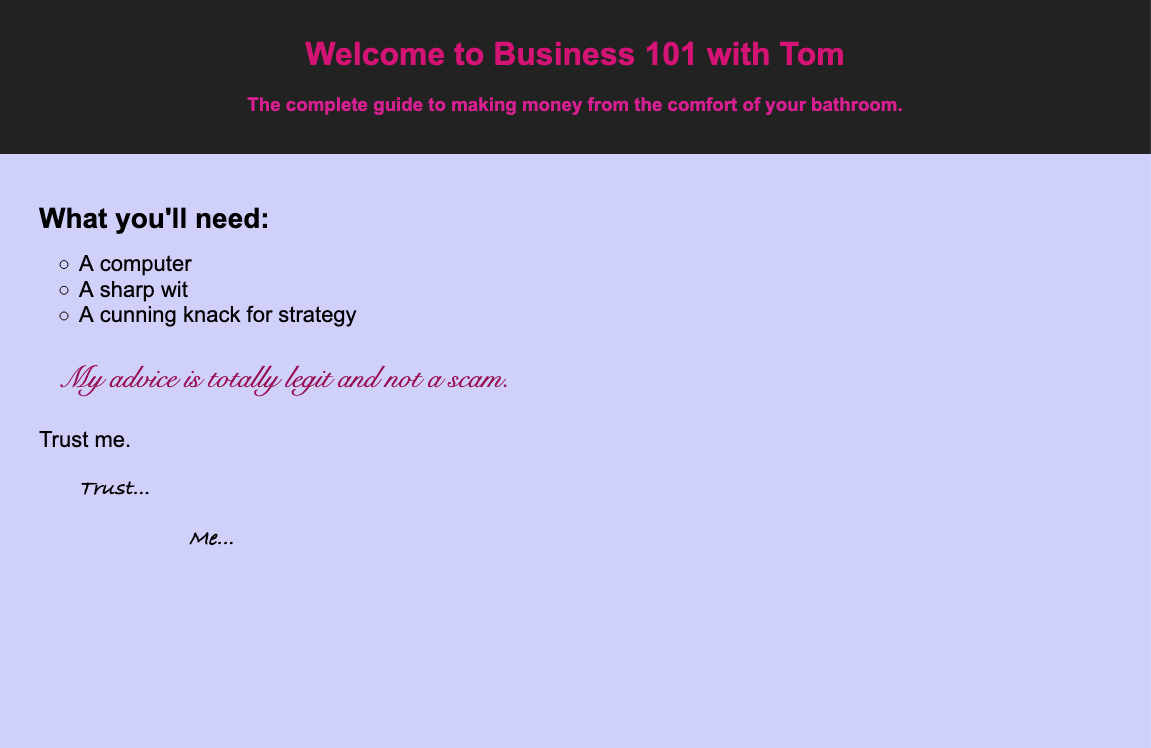 Welcome to Business 101 with Tom
The complete guide to making money from the comfort of your bathroom.
What you'll need:
A computer
A sharp wit
A cunning knack for strategy
My advice is totally legit and not a scam.
Trust me.
Trust...
Me...